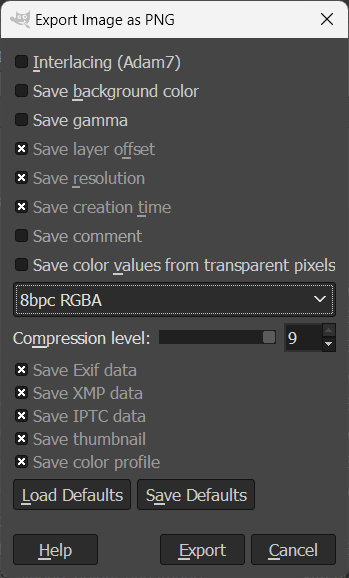 Export Image as PNG
Interlacing (Adam7)
Save background color
Save gamma
Save layer offset
Save resolution
Save creation time
Save comment
Save color values from transparent pixels
8bpc RGBA
Compression level: 9
Save Exif data
Save XMP data
Save IPTC data
Save thumbnail
Save color profile
Load Defaults Save Defaults
Help Export Cancel